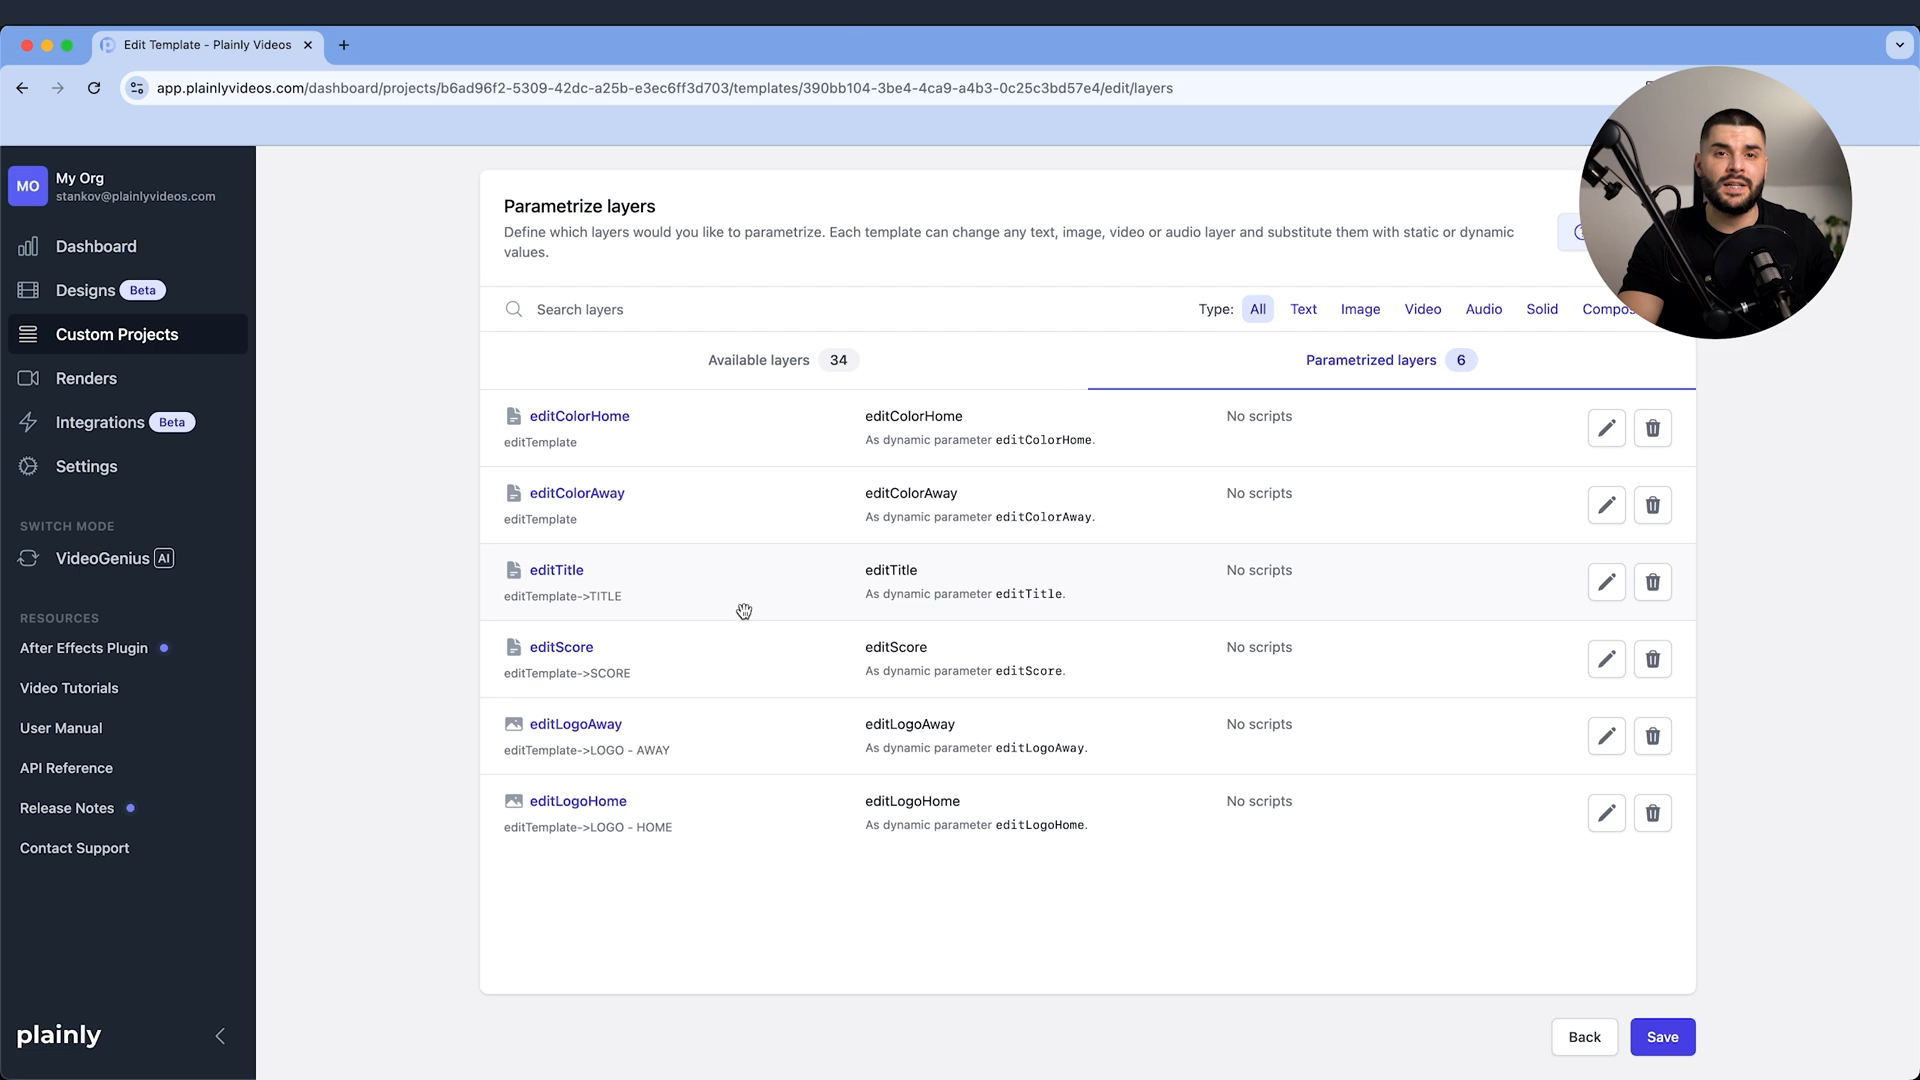 Edit Template - Plainly Videos
app.plainlyvideos.com/dashboard/projects/b6ad96f2-5309-42dc-a25b-e3ec6ff3d703/templates/390bb104-3be4-4ca9-a4b3-0c25c3bd57e4/edit/layers
MO
My Org
stankov@plainlyvideos.com
Dashboard
Designs Beta
Custom Projects
Renders
Integrations Beta
Settings
SWITCH MODE
VideoGenius AI
RESOURCES
After Effects Plugin
Video Tutorials
User Manual
API Reference
Release Notes
Contact Support
plainly
Parametrize layers
Define which layers would you like to parametrize. Each template can change any text, image, video or audio layer and substitute them with static or dynamic
values.
Search layers
Type: All Text Image Video Audio Solid Compos
Available layers 34
Parametrized layers 6
editColorHome editColorHome No scripts
editTemplate As dynamic parameter editColorHome.
editColorAway editColorAway No scripts
editTemplate As dynamic parameter editColorAway.
editTitle editTitle No scripts
editTemplate->TITLE As dynamic parameter editTitle.
editScore editScore No scripts
editTemplate->SCORE As dynamic parameter editScore.
editLogoAway editLogoAway No scripts
editTemplate->LOGO - AWAY As dynamic parameter editLogoAway.
editLogoHome editLogoHome No scripts
editTemplate->LOGO - HOME As dynamic parameter editLogoHome.
Back Save